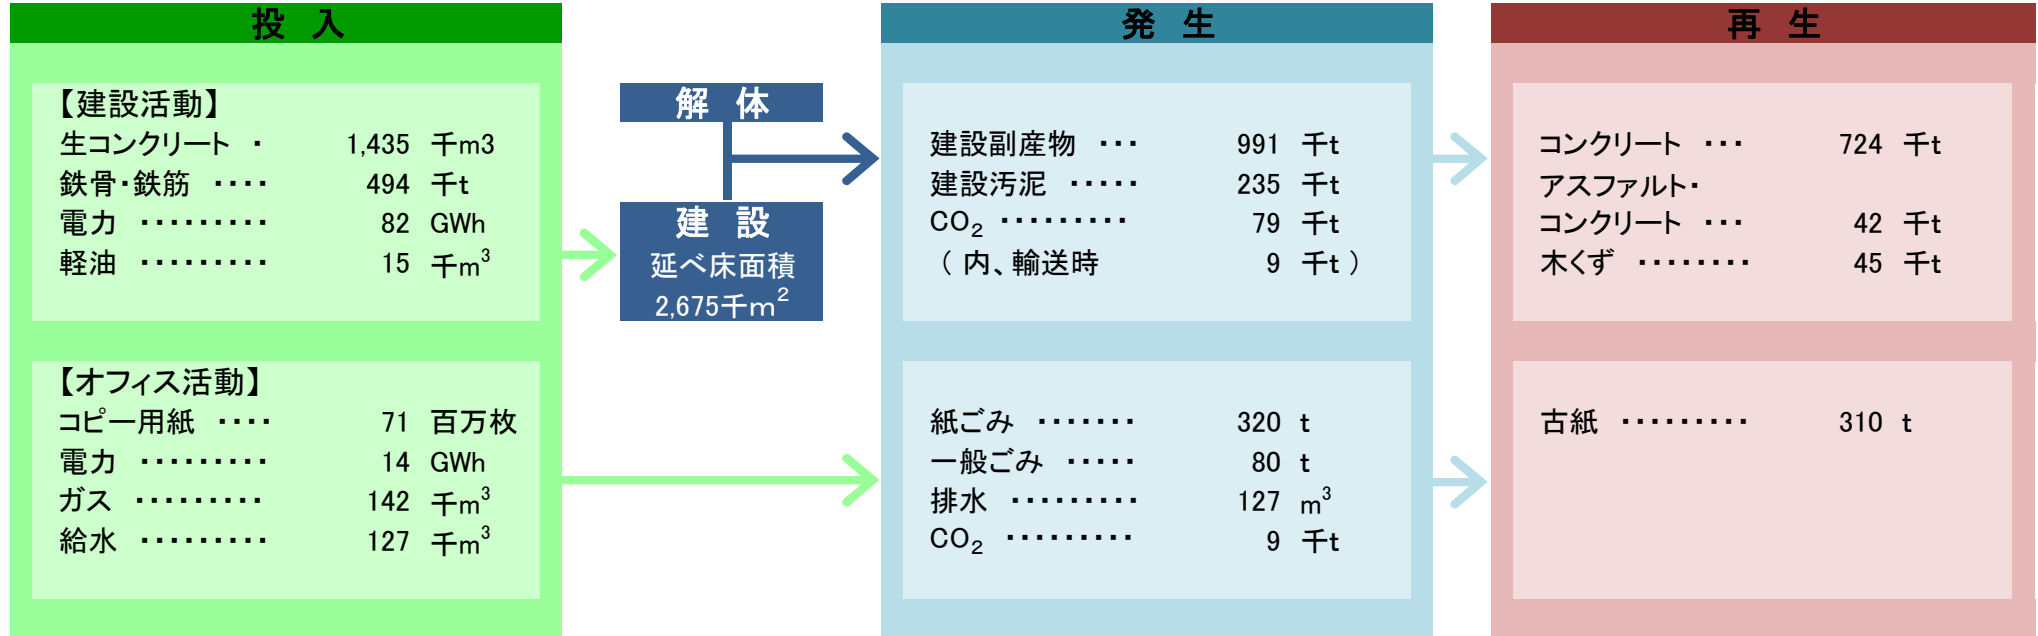 投 入
【建設活動】
生コンクリート ・ 1,435 千m3
鉄骨・鉄筋 ・・・・ 494 千t
電力 ・・・・・・・・・ 82 GWh
軽油 ・・・・・・・・・ 15 千m³
【オフィス活動】
コピー用紙 ・・・・ 71 百万枚
電力 ・・・・・・・・・ 14 GWh
ガス ・・・・・・・・・ 142 千m³
給水 ・・・・・・・・・ 127 千m³
解 体
建 設
延べ床面積
2,675千m²
発 生
建設副産物 ・・・ 991 千t
建設汚泥 ・・・・・ 235 千t
CO₂ ・・・・・・・・・ 79 千t
（ 内、輸送時 9 千t ）
紙ごみ ・・・・・・・ 320 t
一般ごみ ・・・・・ 80 t
排水 ・・・・・・・・・ 127 m³
CO₂ ・・・・・・・・・ 9 千t
再 生
コンクリート ・・・ 724 千t
アスファルト・
コンクリート ・・・ 42 千t
木くず ・・・・・・・・ 45 千t
古紙 ・・・・・・・・・ 310 t